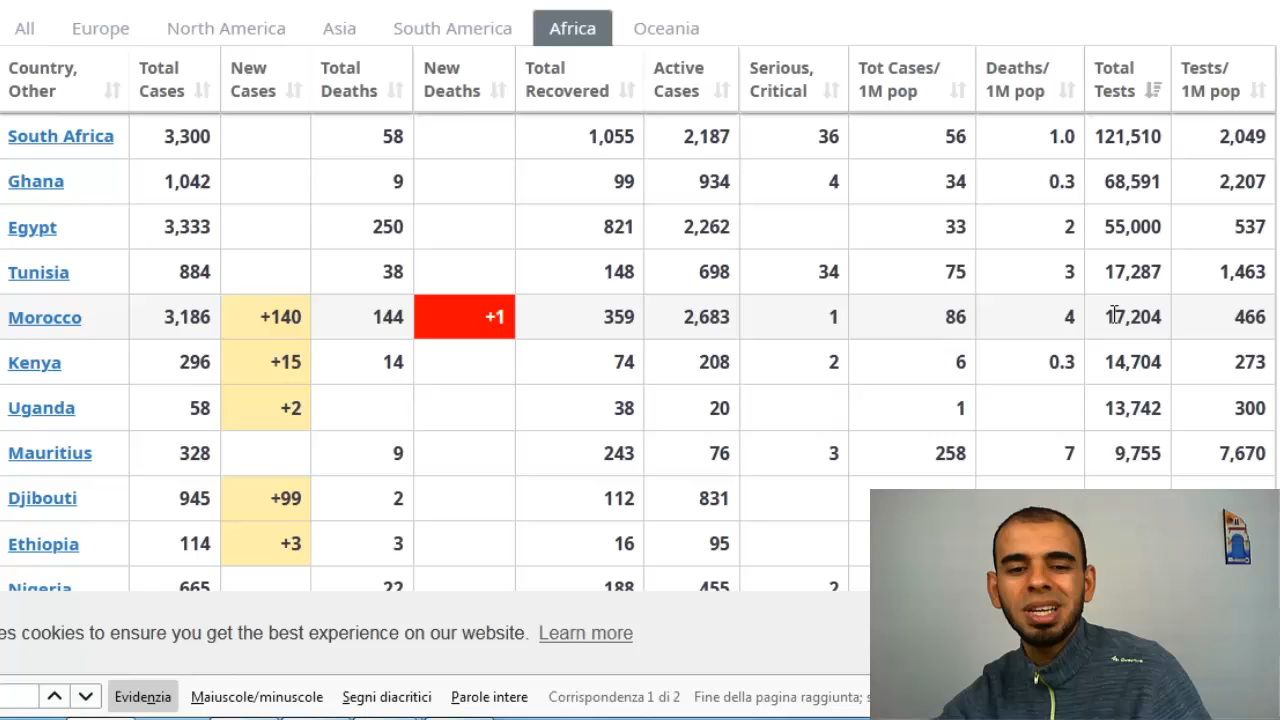 All Europe North America Asia South America Africa Oceania
Country, Other Total Cases New Cases Total Deaths New Deaths Total Recovered Active Cases Serious, Critical Tot Cases/ 1M pop Deaths/ 1M pop Total Tests Tests/ 1M pop
South Africa 3,300 58 1,055 2,187 36 56 1.0 121,510 2,049
Ghana 1,042 9 99 934 4 34 0.3 68,591 2,207
Egypt 3,333 250 821 2,262 33 2 55,000 537
Tunisia 884 38 148 698 34 75 3 17,287 1,463
Morocco 3,186 +140 144 +1 359 2,683 1 86 4 17,204 466
Kenya 296 +15 14 74 208 2 6 0.3 14,704 273
Uganda 58 +2 38 20 1 13,742 300
Mauritius 328 9 243 76 3 258 7 9,755 7,670
Djibouti 945 +99 2 112 831
Ethiopia 114 +3 3 16 95
Nigeria 665 22 188 455 2
es cookies to ensure you get the best experience on our website. Learn more
Evidenzia Maiuscole/minuscole Segni diacritici Parole intere Corrispondenza 1 di 2 Fine della pagina raggiunta; s